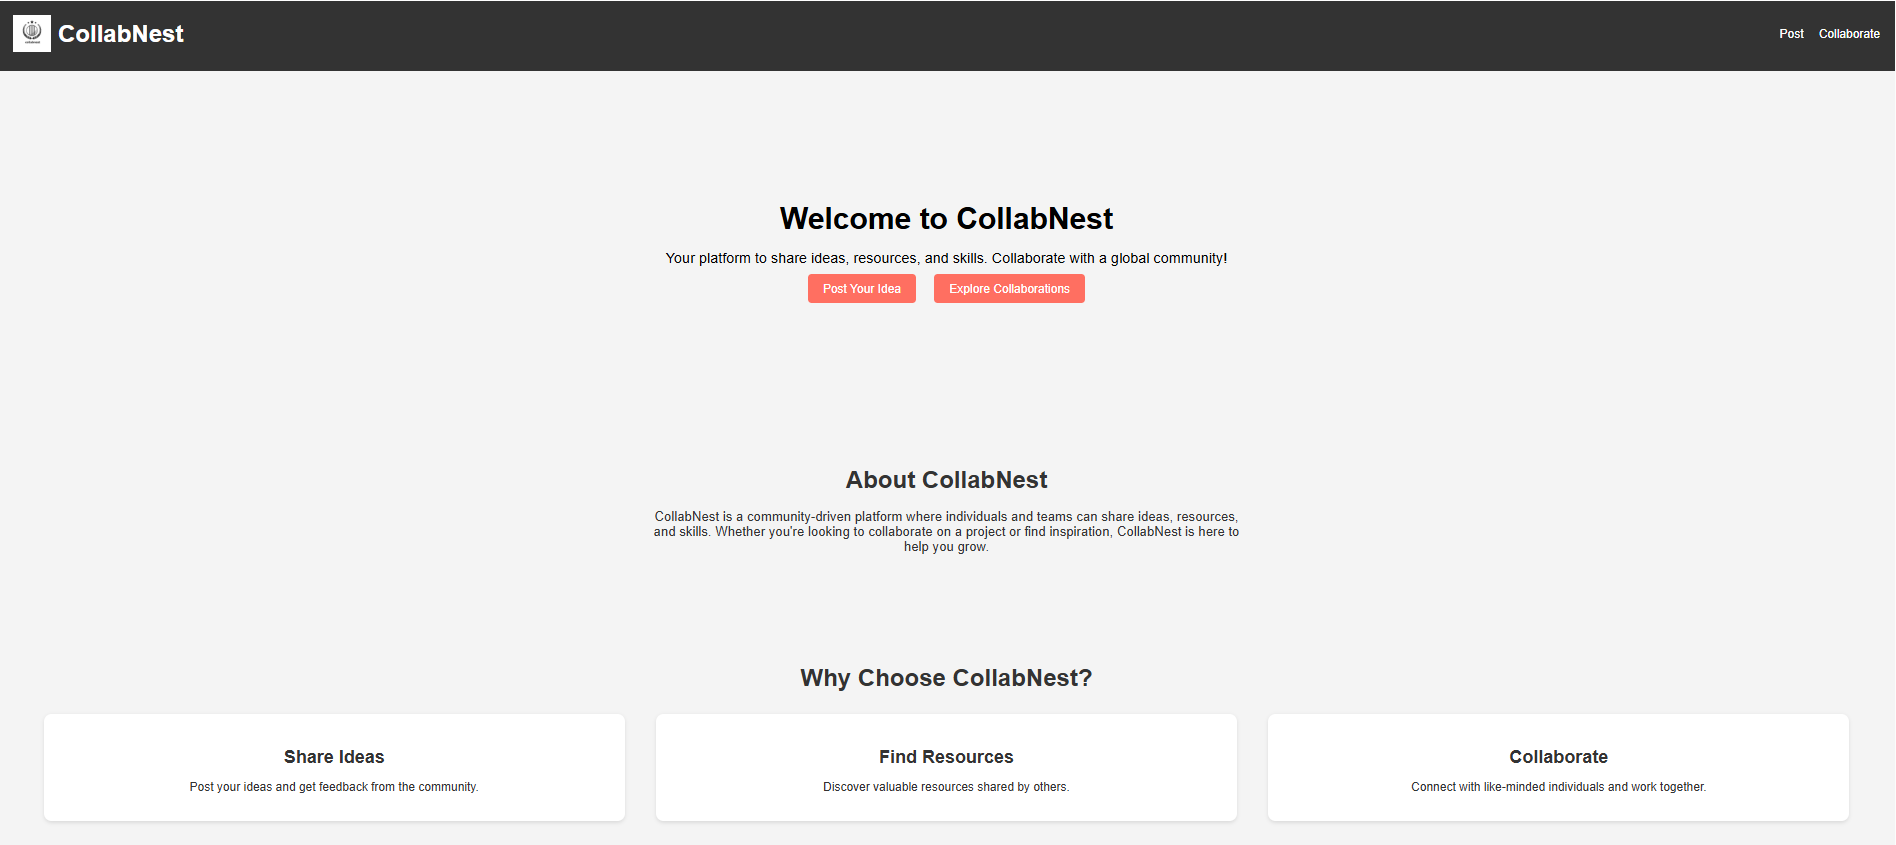 CollabNest
Post
Collaborate
Welcome to CollabNest
Your platform to share ideas, resources, and skills. Collaborate with a global community!
Post Your Idea
Explore Collaborations
About CollabNest
CollabNest is a community-driven platform where individuals and teams can share ideas, resources,
and skills. Whether you're looking to collaborate on a project or find inspiration, CollabNest is here to
help you grow.
Why Choose CollabNest?
Share Ideas
Post your ideas and get feedback from the community.
Find Resources
Discover valuable resources shared by others.
Collaborate
Connect with like-minded individuals and work together.